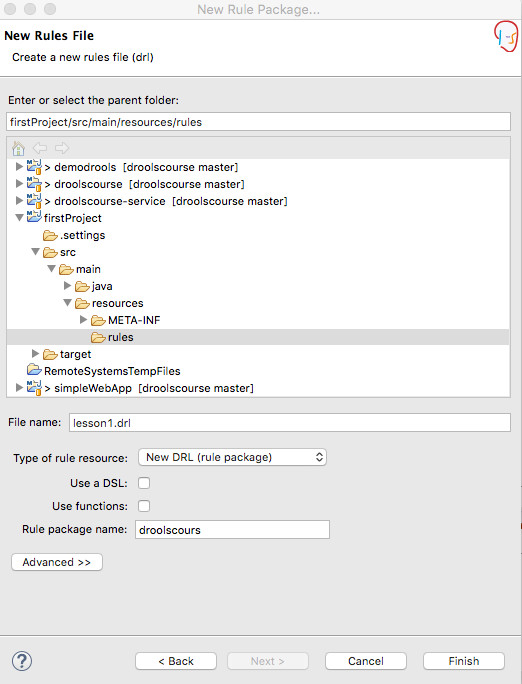 New Rule Package...
New Rules File
Create a new rules file (drl)
Enter or select the parent folder:
firstProject/src/main/resources/rules
> demodrools [droolscourse master]
> droolscourse [droolscourse master]
> droolscourse-service [droolscourse master]
firstProject
.settings
src
main
java
resources
META-INF
rules
target
RemoteSystemsTempFiles
> simpleWebApp [droolscourse master]
File name: lesson1.drl
Type of rule resource: New DRL (rule package)
Use a DSL:
Use functions:
Rule package name: droolscours
Advanced >>
? < Back Next > Cancel Finish